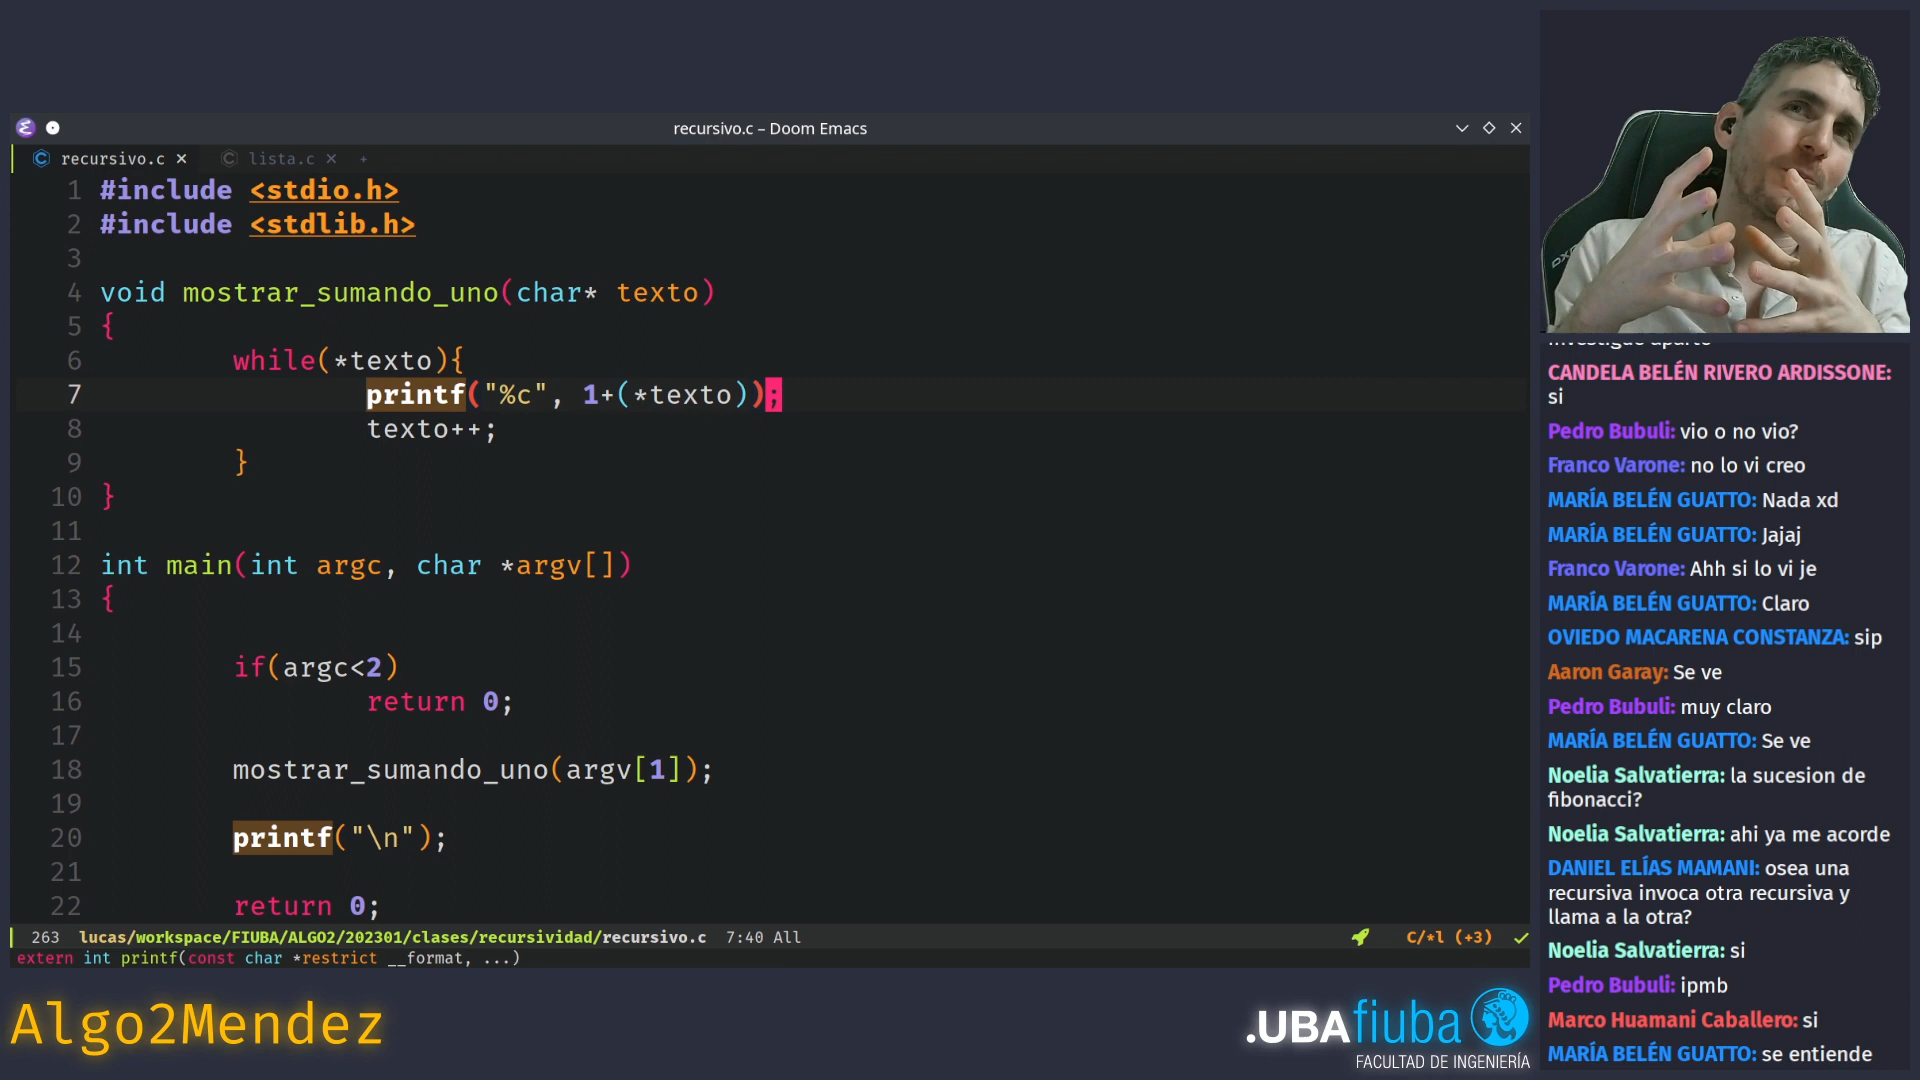 recursivo.c – Doom Emacs
recursivo.c × lista.c × +
1 #include <stdio.h>
2 #include <stdlib.h>
3
4 void mostrar_sumando_uno(char* texto)
5 {
6 while(*texto){
7 printf("%c", 1+(*texto));
8 texto++;
9 }
10 }
11
12 int main(int argc, char *argv[])
13 {
14
15 if(argc<2)
16 return 0;
17
18 mostrar_sumando_uno(argv[1]);
19
20 printf("\n");
21
22 return 0;
263 lucas/workspace/FIUBA/ALGO2/202301/clases/recursividad/recursivo.c 7:40 All C/*l (+3)
extern int printf(const char *restrict __format, ...)
Algo2Mendez
.UBAfiuba
FACULTAD DE INGENIERÍA
CANDELA BELÉN RIVERO ARDISSONE:
si
Pedro Bubuli: vio o no vio?
Franco Varone: no lo vi creo
MARÍA BELÉN GUATTO: Nada xd
MARÍA BELÉN GUATTO: Jajaj
Franco Varone: Ahh si lo vi je
MARÍA BELÉN GUATTO: Claro
OVIEDO MACARENA CONSTANZA: sip
Aaron Garay: Se ve
Pedro Bubuli: muy claro
MARÍA BELÉN GUATTO: Se ve
Noelia Salvatierra: la sucesion de
fibonacci?
Noelia Salvatierra: ahi ya me acorde
DANIEL ELÍAS MAMANI: osea una
recursiva invoca otra recursiva y
llama a la otra?
Noelia Salvatierra: si
Pedro Bubuli: ipmb
Marco Huamani Caballero: si
MARÍA BELÉN GUATTO: se entiende